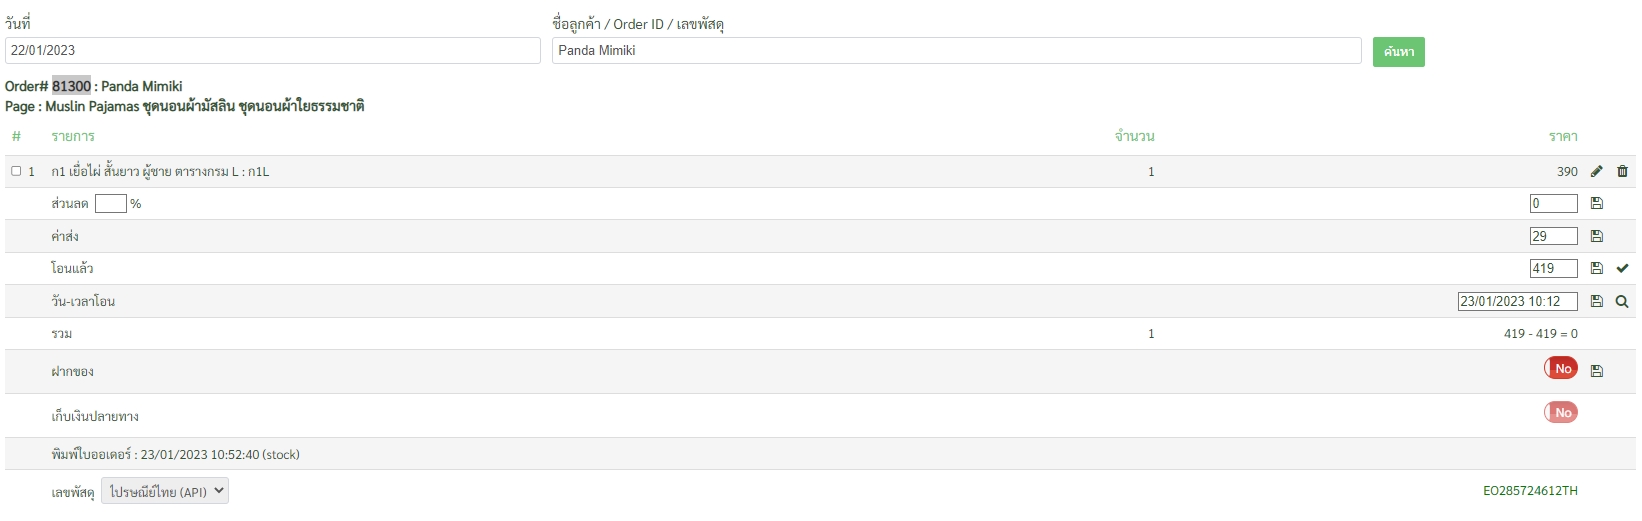 วันที่ ชื่อลูกค้า / Order ID / เลขพัสดุ
22/01/2023 Panda Mimiki ค้นหา
Order# 81300 : Panda Mimiki
Page : Muslin Pajamas ชุดนอนผ้ามัสลิน ชุดนอนผ้าใยธรรมชาติ
# รายการ จำนวน ราคา
1 ก1 เยื่อไผ่ สั้นยาว ผู้ชาย ตารางกรม L : ก1L 1 390
ส่วนลด % 0
ค่าส่ง 29
โอนแล้ว 419
วัน-เวลาโอน 23/01/2023 10:12
รวม 1 419 - 419 = 0
ฝากของ No
เก็บเงินปลายทาง No
พิมพ์ใบออเดอร์ : 23/01/2023 10:52:40 (stock)
เลขพัสดุ ไปรษณีย์ไทย (API) EO285724612TH